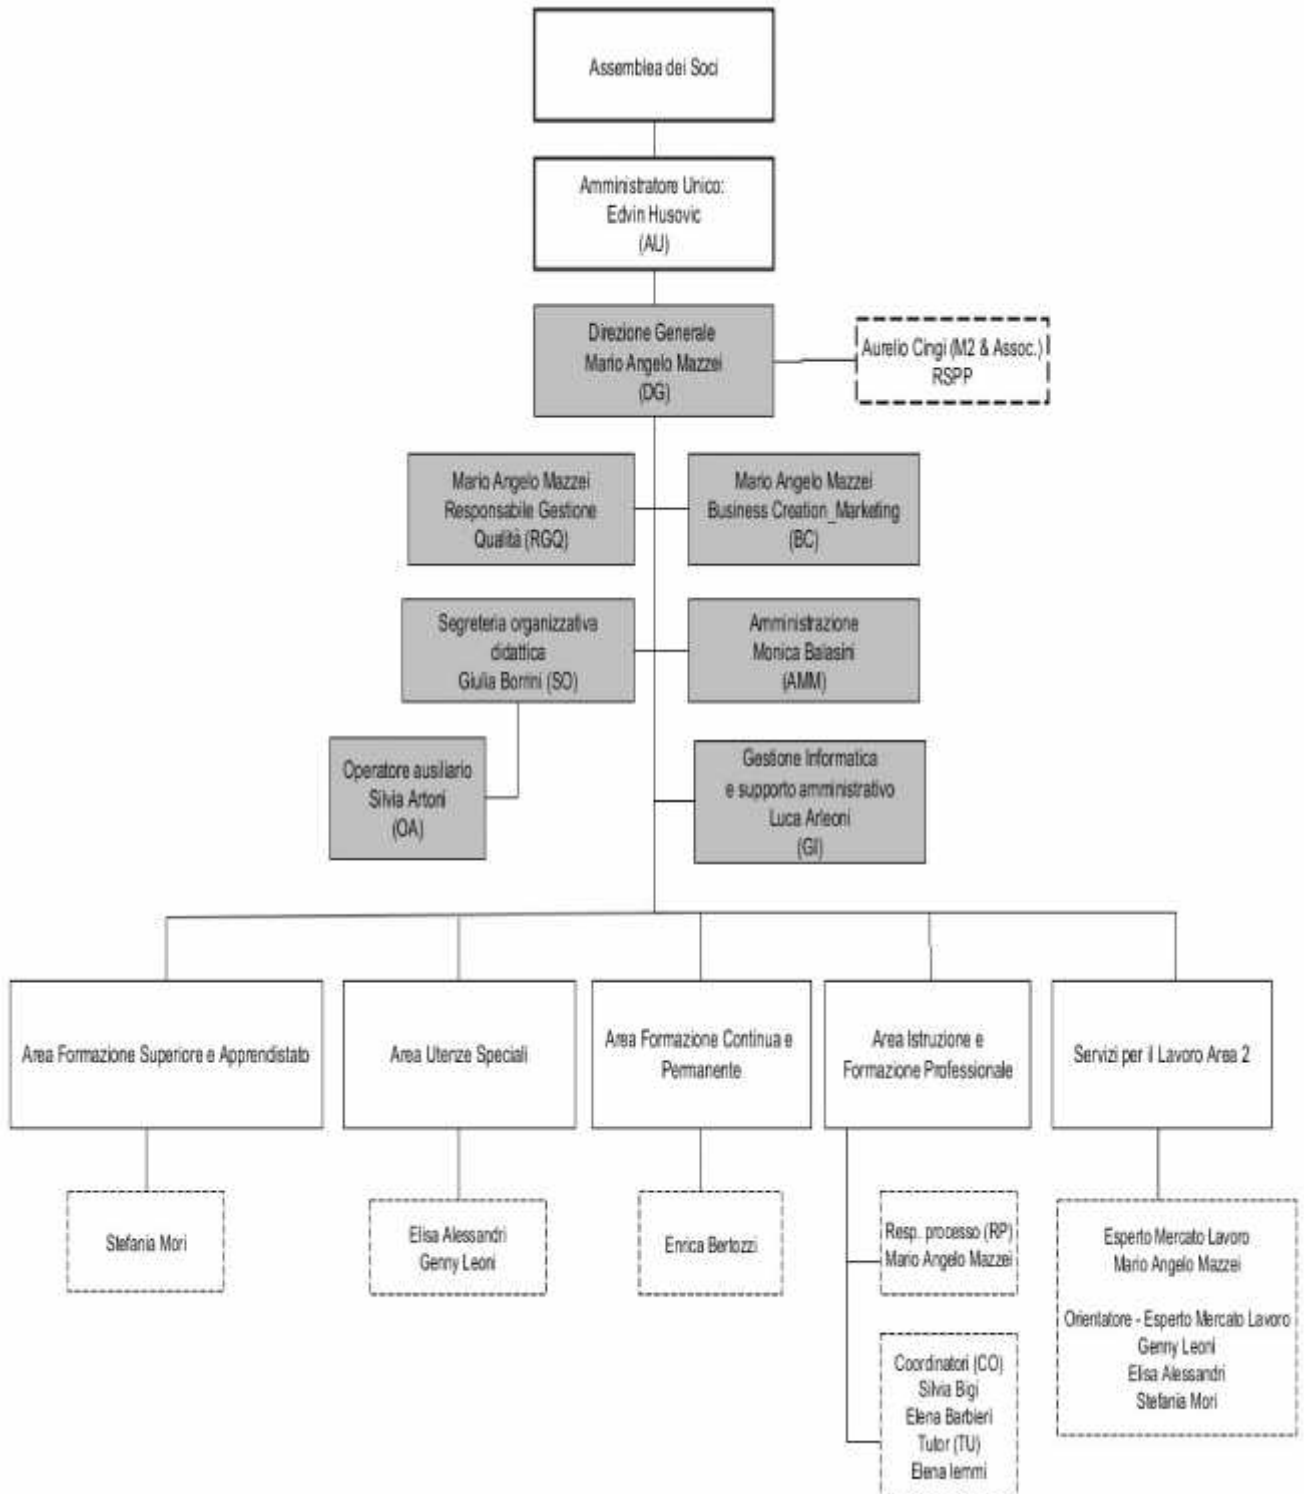 Assemblea dei Soci
Amministratore Unico:
Edvin Husovic
(AU)
Direzione Generale
Mario Angelo Mazzei
(DG)
Aurelio Cingi (M2 & Assoc.)
RSPP
Mario Angelo Mazzei
Responsabile Gestione
Qualità (RGQ)
Mario Angelo Mazzei
Business Creation_Marketing
(BC)
Segreteria organizzativa
didattica
Giulia Borrini (SO)
Amministrazione
Monica Balasini
(AMM)
Operatore ausiliario
Silvia Artoni
(OA)
Gestione Informatica
e supporto amministrativo
Luca Arleoni
(GI)
Area Formazione Superiore e Apprendistato
Area Utenze Speciali
Area Formazione Continua e
Permanente
Area Istruzione e
Formazione Professionale
Servizi per il Lavoro Area 2
Stefania Mori
Elisa Alessandri
Genny Leoni
Enrica Bertozzi
Resp. processo (RP)
Mario Angelo Mazzei
Coordinatori (CO)
Silvia Bigi
Elena Barbieri
Tutor (TU)
Elena Iemmi
Esperto Mercato Lavoro
Mario Angelo Mazzei
Orientatore - Esperto Mercato Lavoro
Genny Leoni
Elisa Alessandri
Stefania Mori